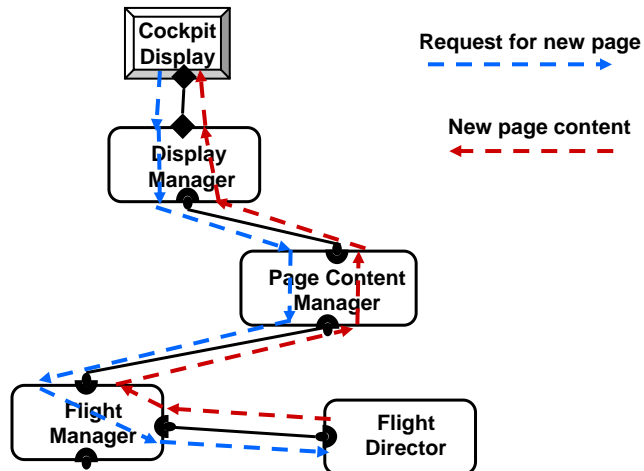 Cockpit
Display
Request for new page
New page content
Display
Manager
Page Content
Manager
Flight
Manager
Flight
Director